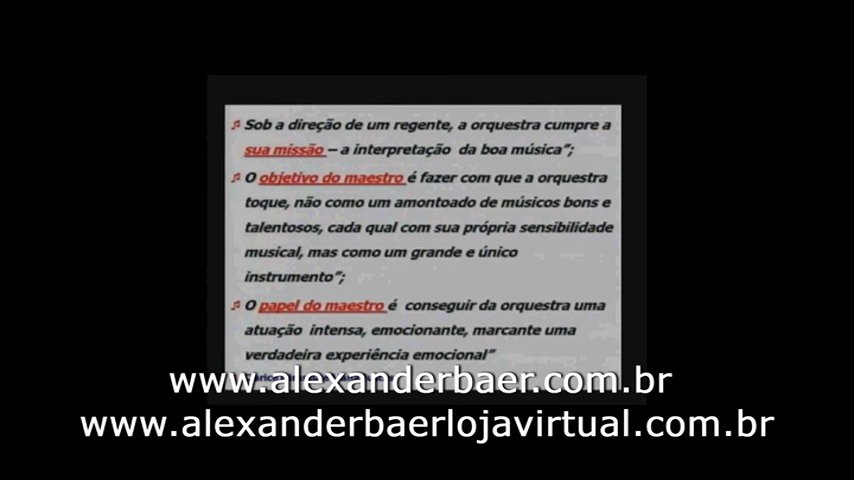 Sob a direção de um regente, a orquestra cumpre a
sua missão – a interpretação da boa música";
O objetivo do maestro é fazer com que a orquestra
toque, não como um amontoado de músicos bons e
talentosos, cada qual com sua própria sensibilidade
musical, mas como um grande e único
instrumento";
O papel do maestro é conseguir da orquestra uma
atuação intensa, emocionante, marcante uma
verdadeira experiência emocional"
www.alexanderbaer.com.br
www.alexanderbaerlojavirtual.com.br